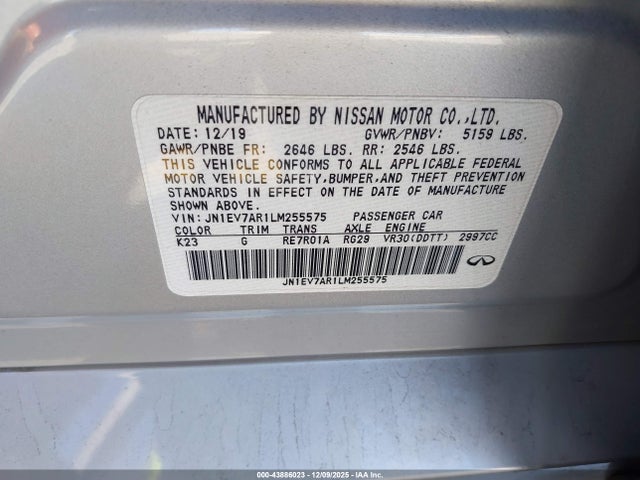 MANUFACTURED BY NISSAN MOTOR CO.,LTD.
DATE: 12/19 GVWR/PNBV: 5159 LBS.
GAWR/PNBE FR: 2646 LBS. RR: 2546 LBS.
THIS VEHICLE CONFORMS TO ALL APPLICABLE FEDERAL
MOTOR VEHICLE SAFETY,BUMPER,AND THEFT PREVENTION
STANDARDS IN EFFECT ON THE DATE OF MANUFACTURE
SHOWN ABOVE.
VIN: JN1EV7AR1LM255575 PASSENGER CAR
COLOR TRIM TRANS AXLE ENGINE
K23 G RE7R01A RG29 VR30(DDTT) 2997CC
JN1EV7AR1LM255575
000-43886023 - 12/09/2025 - IAA Inc.